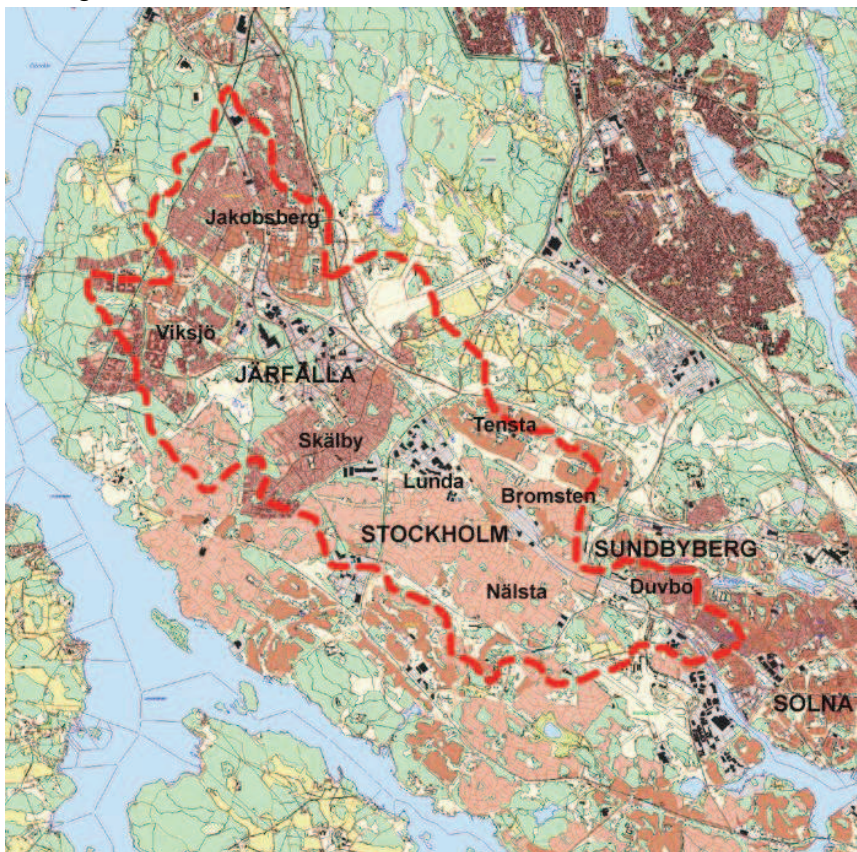 Jakobsberg
Viksjö
JÄRFÄLLA
Skälby
Tensta
Lunda
Bromsten
STOCKHOLM
SUNDBYBERG
Nälsta
Duvbo
SOLNA